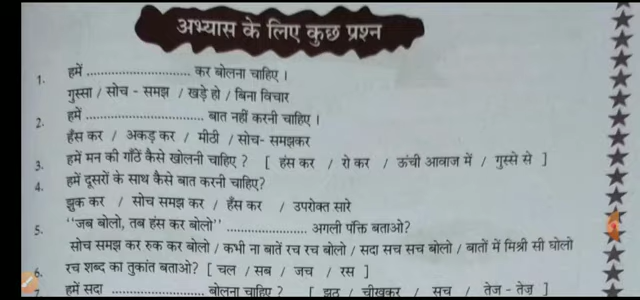 अभ्यास के लिए कुछ प्रश्न
1. हमें ........................... कर बोलना चाहिए ।
गुस्सा / सोच - समझ / खड़े हो / बिना विचार
2. हमें ............................... बात नहीं करनी चाहिए ।
हँस कर / अकड़ कर / मीठी / सोच- समझकर
3. हमें मन की गाँठें कैसे खोलनी चाहिए ? [ हंस कर / रो कर / ऊंची आवाज में / गुस्से से ]
4. हमें दूसरों के साथ कैसे बात करनी चाहिए?
झुक कर / सोच समझ कर / हँस कर / उपरोक्त सारे
5. ‘‘जब बोलो, तब हंस कर बोलो’’ ..................... अगली पंक्ति बताओ?
सोच समझ कर रुक कर बोलो / कभी ना बातें रच रच बोलो / सदा सच सच बोलो / बातों में मिश्री सी घोलो
6. रच शब्द का तुकांत बताओ? [ चल / सब / जच / रस ]
7 हमें सदा ........................ बोलना चाहिए ? [ झूठ / चीखकर / सच / तेज - तेज ]